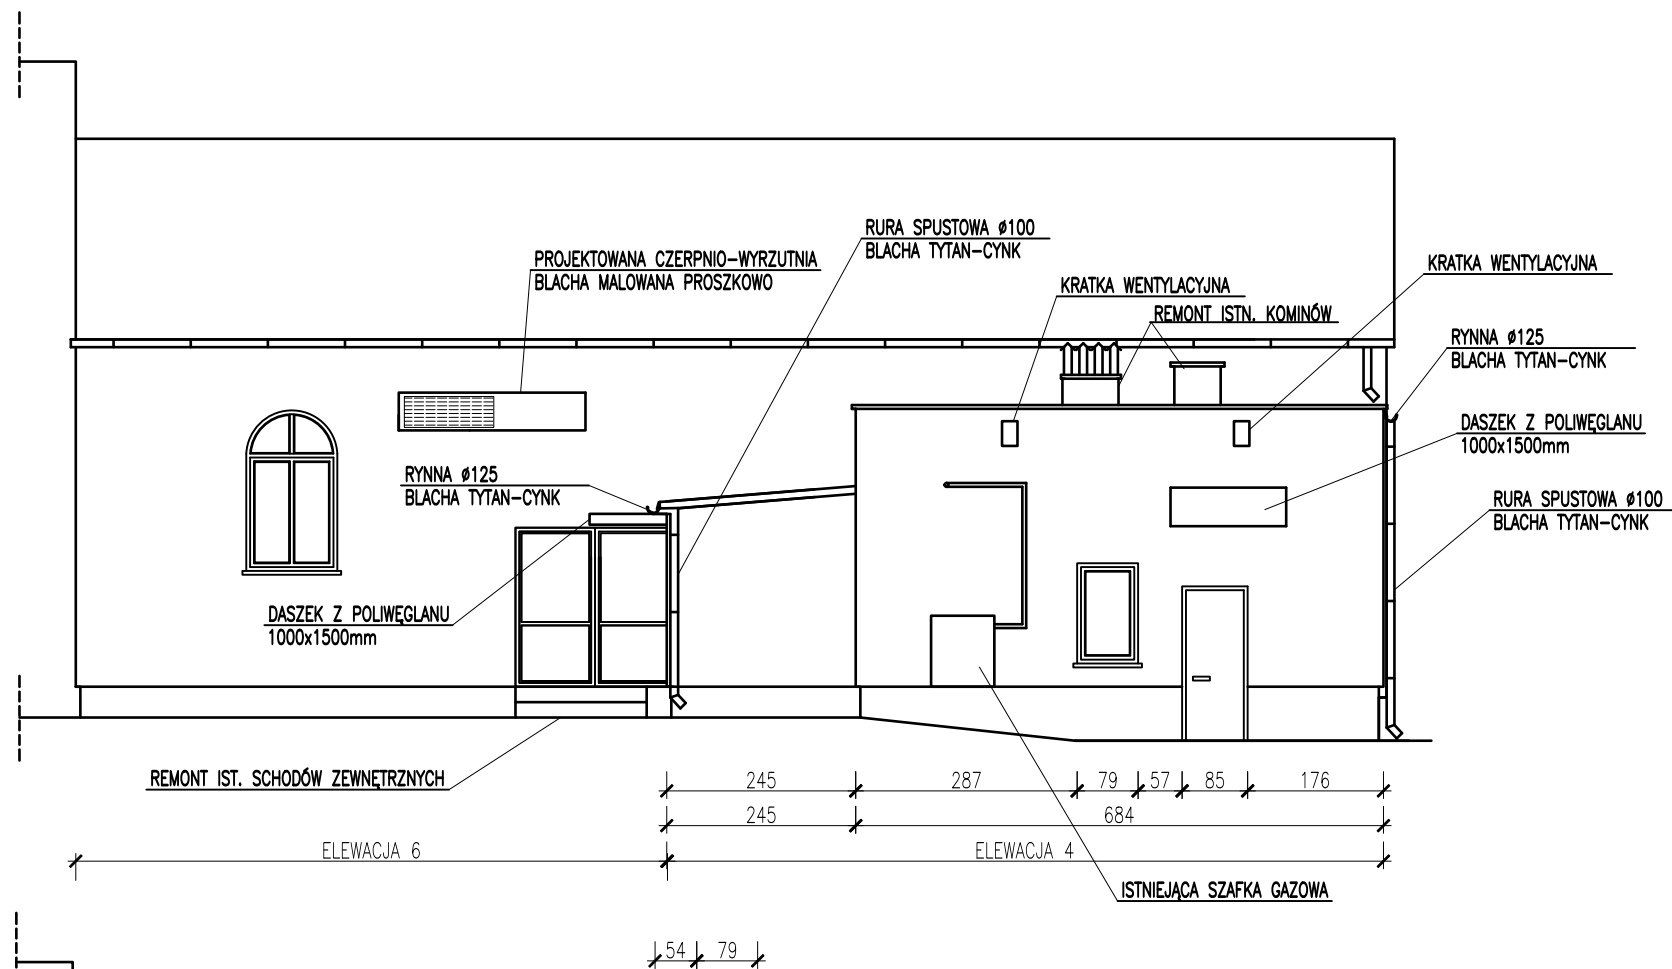 RURA SPUSTOWA ø100
BLACHA TYTAN-CYNK
PROJEKTOWANA CZERPNIO-WYRZUTNIA
BLACHA MALOWANA PROSZKOWO
KRATKA WENTYLACYJNA
KRATKA WENTYLACYJNA
REMONT ISTN. KOMINÓW
RYNNA ø125
BLACHA TYTAN-CYNK
DASZEK Z POLIWĘGLANU
1000x1500mm
RYNNA ø125
BLACHA TYTAN-CYNK
RURA SPUSTOWA ø100
BLACHA TYTAN-CYNK
DASZEK Z POLIWĘGLANU
1000x1500mm
REMONT IST. SCHODÓW ZEWNĘTRZNYCH
245 287 79 57 85 176
245 684
ELEWACJA 6 ELEWACJA 4
ISTNIEJĄCA SZAFKA GAZOWA
54 79